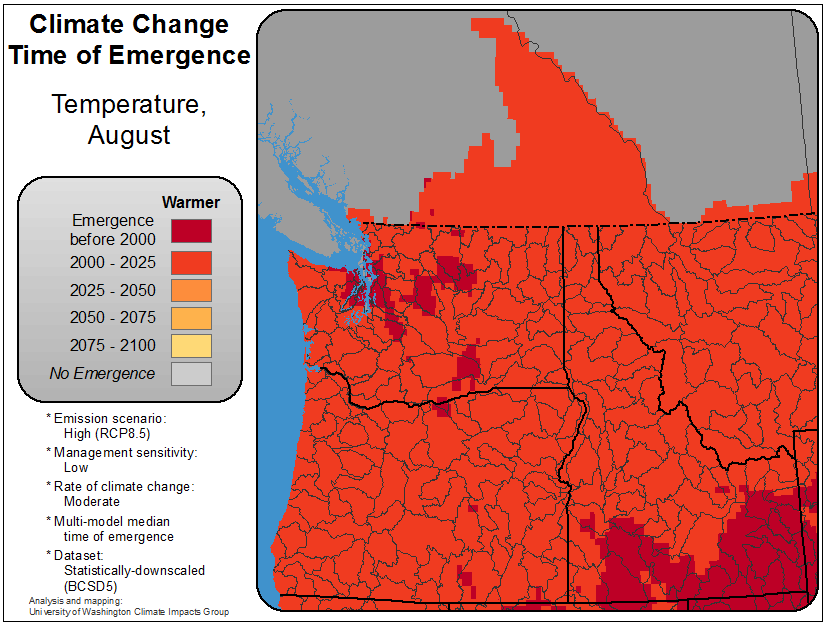 Climate Change
Time of Emergence
Temperature,
August
Warmer
Emergence
before 2000
2000 - 2025
2025 - 2050
2050 - 2075
2075 - 2100
No Emergence
* Emission scenario:
High (RCP8.5)
* Management sensitivity:
Low
* Rate of climate change:
Moderate
* Multi-model median
time of emergence
* Dataset:
Statistically-downscaled
(BCSD5)
Analysis and mapping:
University of Washington Climate Impacts Group